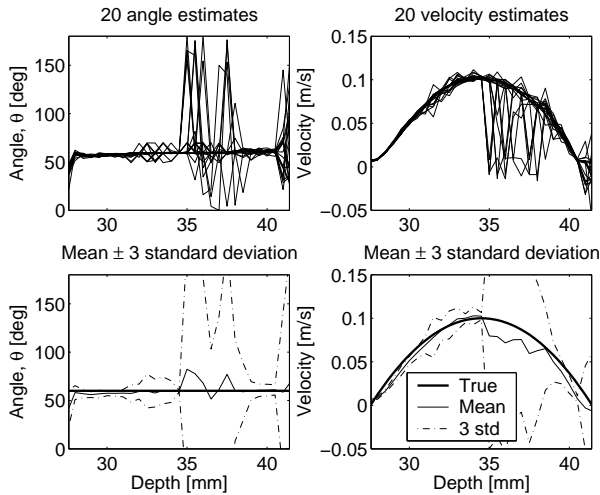 20 angle estimates
20 velocity estimates
Angle, θ [deg]
150
100
50
0
30
35
40
Velocity [m/s]
0.15
0.1
0.05
0
−0.05
30
35
40
Mean ± 3 standard deviation
Mean ± 3 standard deviation
Angle, θ [deg]
150
100
50
0
30
35
40
Depth [mm]
Velocity [m/s]
0.15
0.1
0.05
0
−0.05
True
Mean
3 std
30
35
40
Depth [mm]